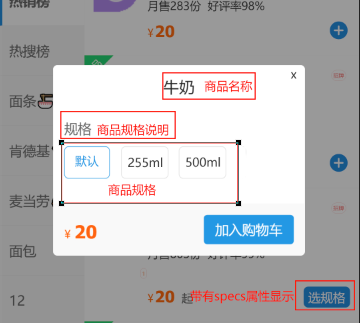 热销榜
月售283份 好评率98%
¥20
热搜榜
面条
肯德基
麦当劳
面包
12
x
牛奶 商品名称
规格 商品规格说明
默认 255ml 500ml
商品规格
¥ 20 加入购物车
¥20 起 带有specs属性显示 选规格